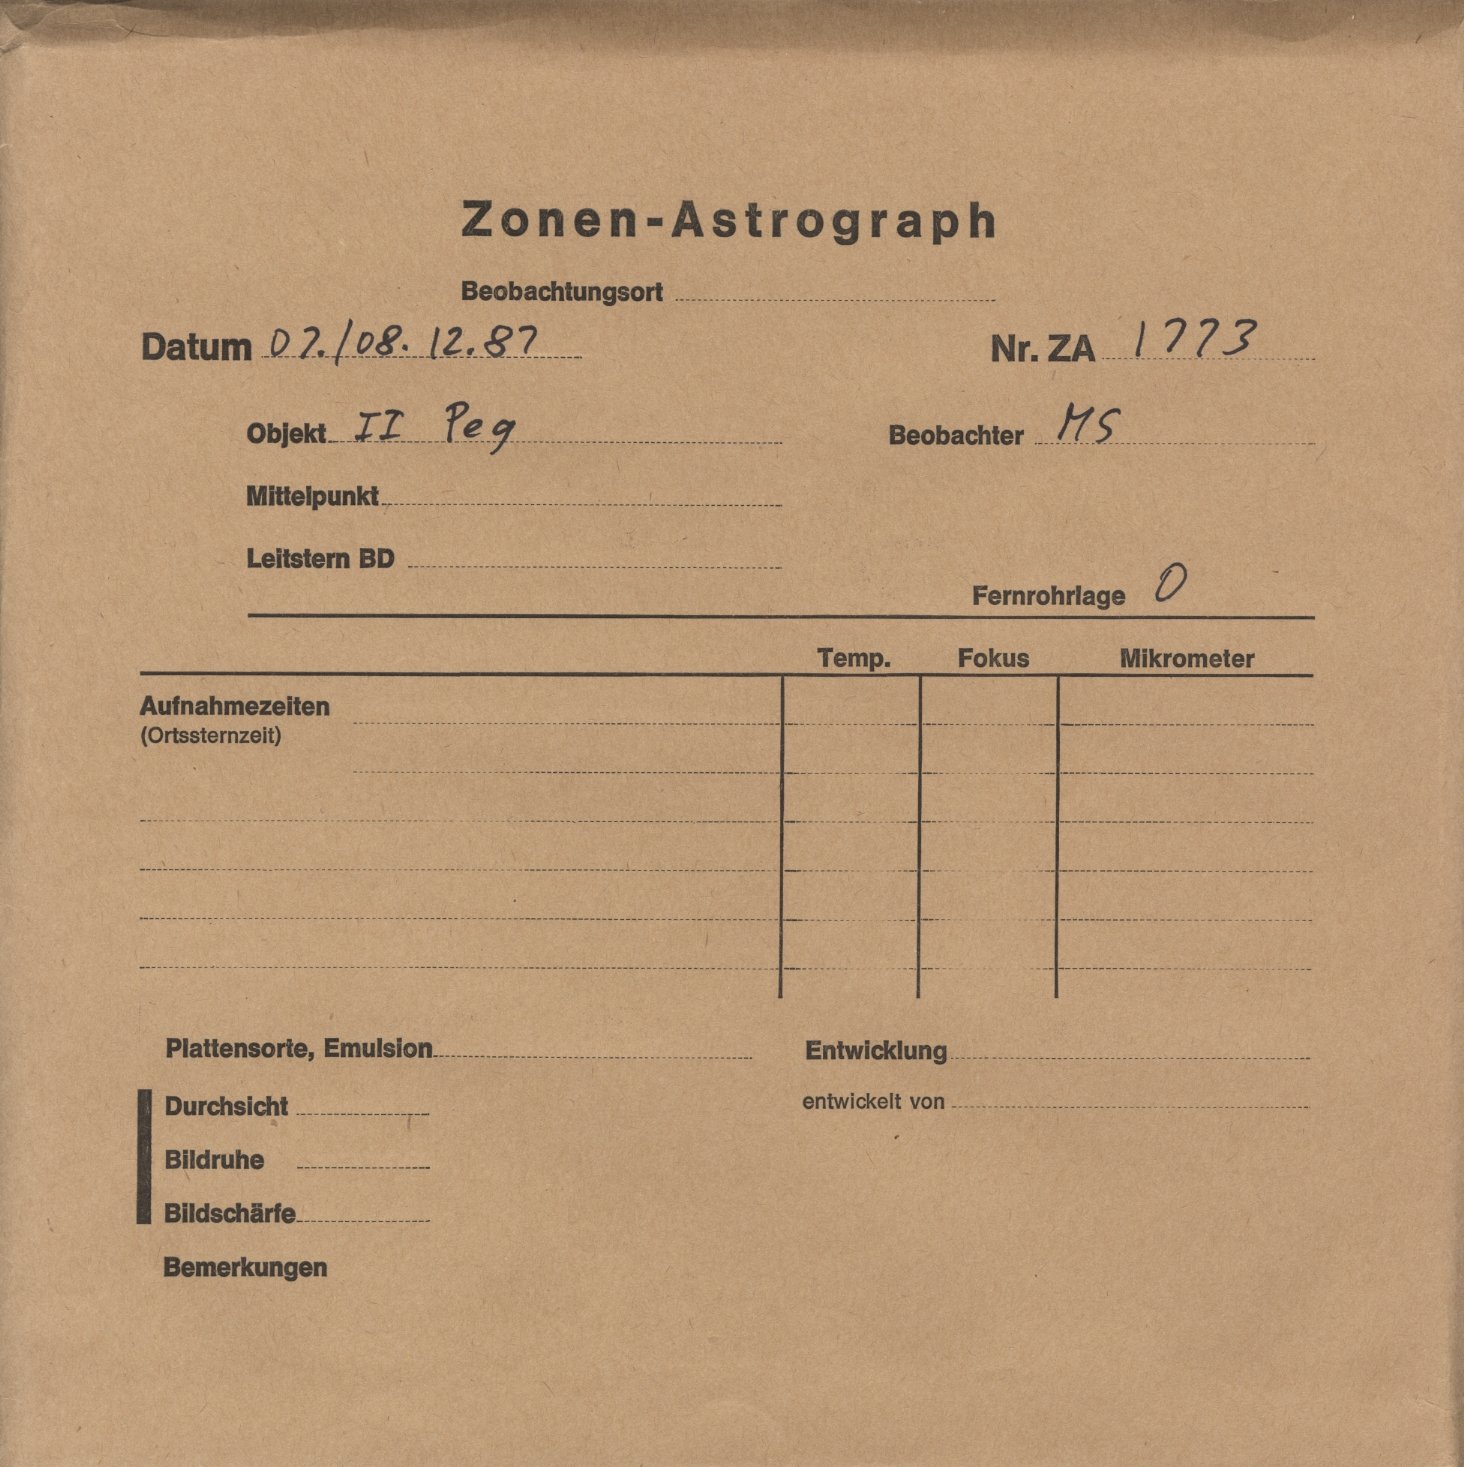 Zonen-Astrograph
Beobachtungsort
Datum 07./08.12.87 Nr. ZA 1773
Objekt II Peg Beobachter MS
Mittelpunkt
Leitstern BD
Fernrohrlage O
Temp. Fokus Mikrometer
Aufnahmezeiten
(Ortssternzeit)
Plattensorte, Emulsion Entwicklung
Durchsicht entwickelt von
Bildruhe
Bildschärfe
Bemerkungen